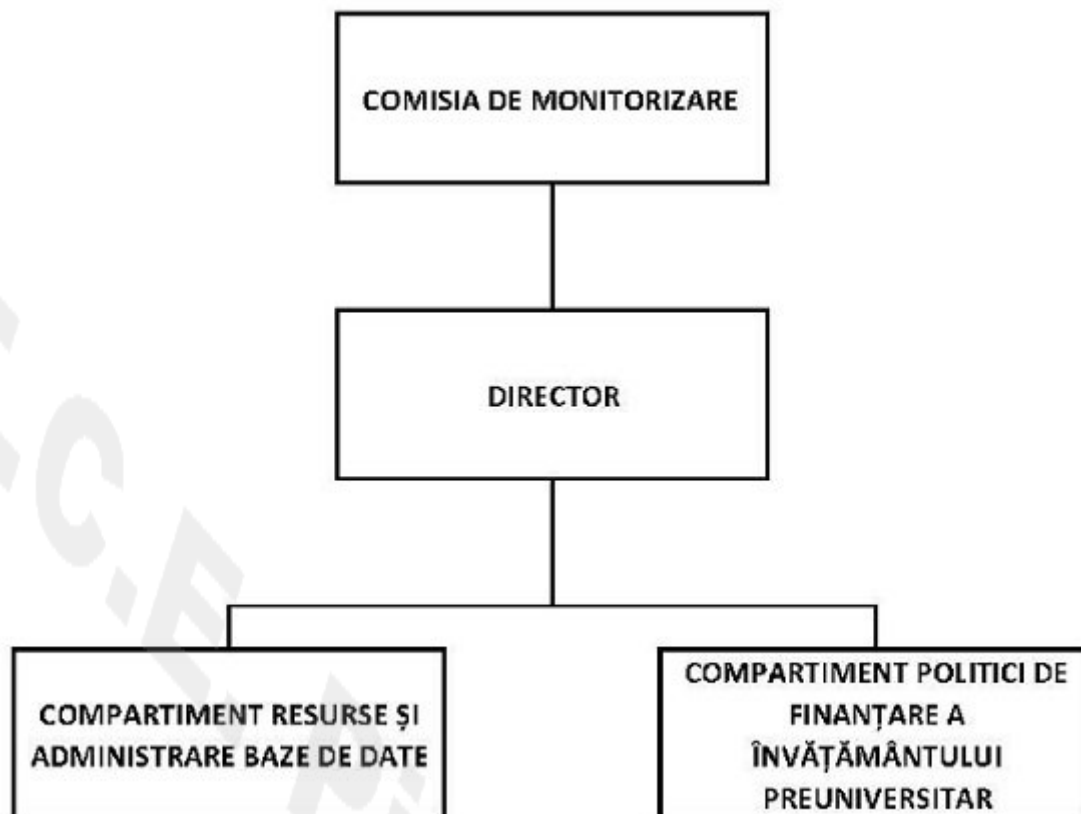 COMISIA DE MONITORIZARE
DIRECTOR
COMPARTIMENT RESURSE ȘI
ADMINISTRARE BAZE DE DATE
COMPARTIMENT POLITICI DE
FINANȚARE A
ÎNVĂȚĂMÂNTULUI
PREUNIVERSITAR